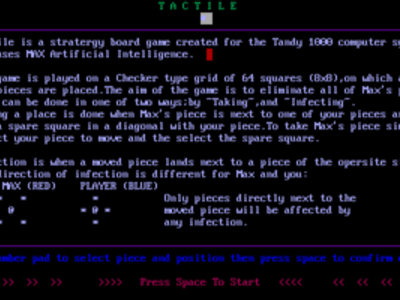 TACTILE
ile is a stratergy board game created for the Tandy 1000 computer sy
uses MAX Artificial Intelligence.
game is played on a Checker type grid of 64 squares (8x8),on which a
pieces are placed.The aim of the game is to eliminate all of Max's p
can be done in one of two ways:by "Taking",and "Infecting".
ng a place is done when Max's piece is next to one of your pieces an
a spare square in a diagonal with your piece.To take Max's piece si
ct your piece to move and select the spare square.
ction is when a moved piece lands next to a piece of the opersite s
direction of infection is different for Max and you:
MAX (RED) PLAYER (BLUE)
* * * Only pieces directly next to the
0 * 0 * moved piece will be affected by
* * * any infection.
umber pad to select piece and position then press space to confirm
>> >> >> >>>> Press Space To Start <<<< << << <<